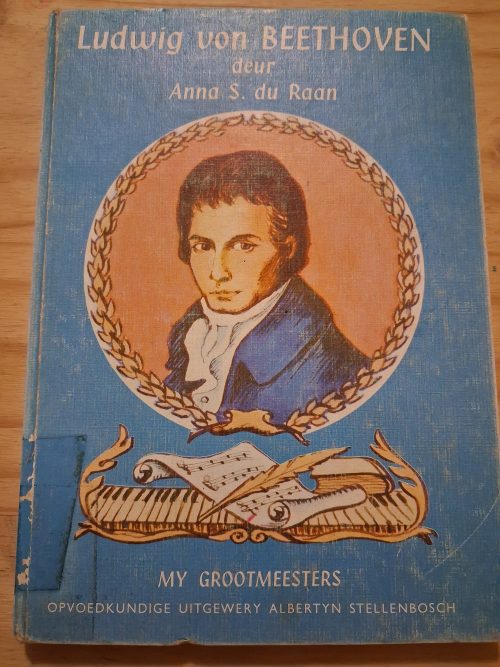 Ludwig von BEETHOVEN
deur
Anna S. du Raan
MY GROOTMEESTERS
OPVOEDKUNDIGE UITGEWERY ALBERTYN STELLENBOSCH